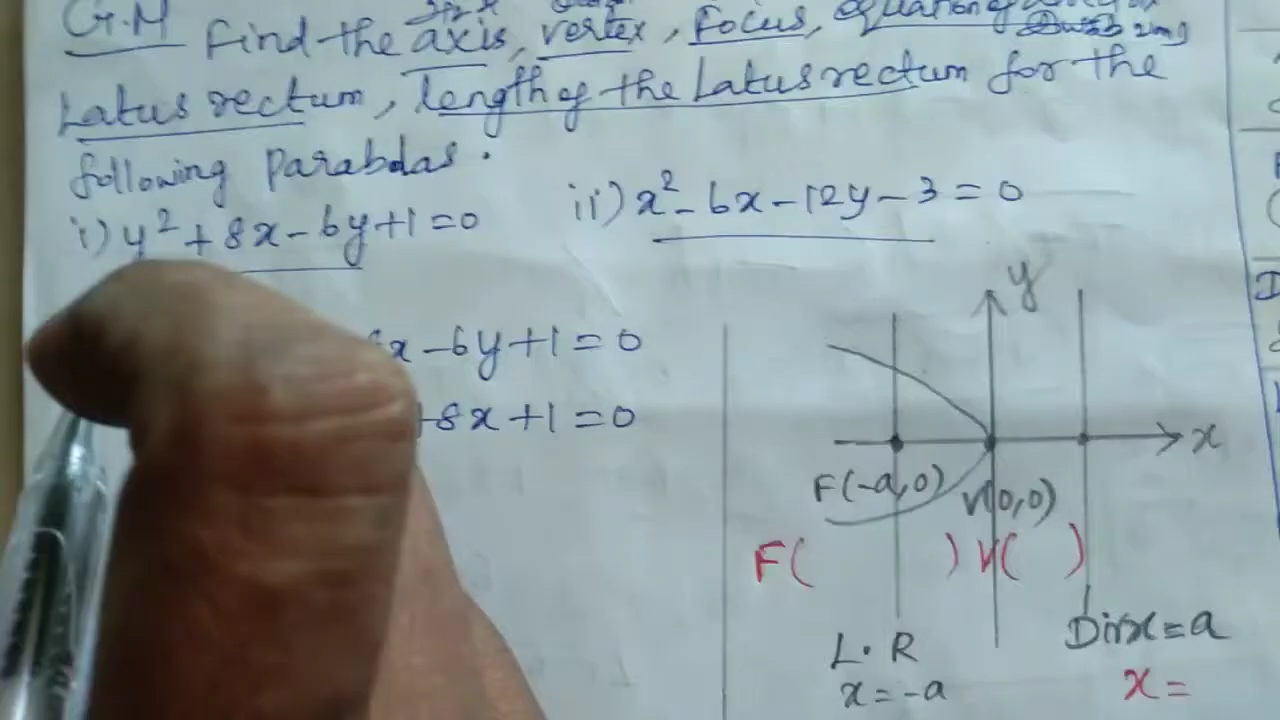 G.M Find the axis, vertex, Focus, equation of
Latus rectum, length of the Latus rectum for the
following Parabolas.
i) y² + 8x - 6y + 1 = 0 ii) x² - 6x - 12y - 3 = 0
x - 6y + 1 = 0
+ 8x + 1 = 0
y
x
F(-a,0) V(0,0)
F( ) V( )
Dir x = a
L.R
x = -a
x =